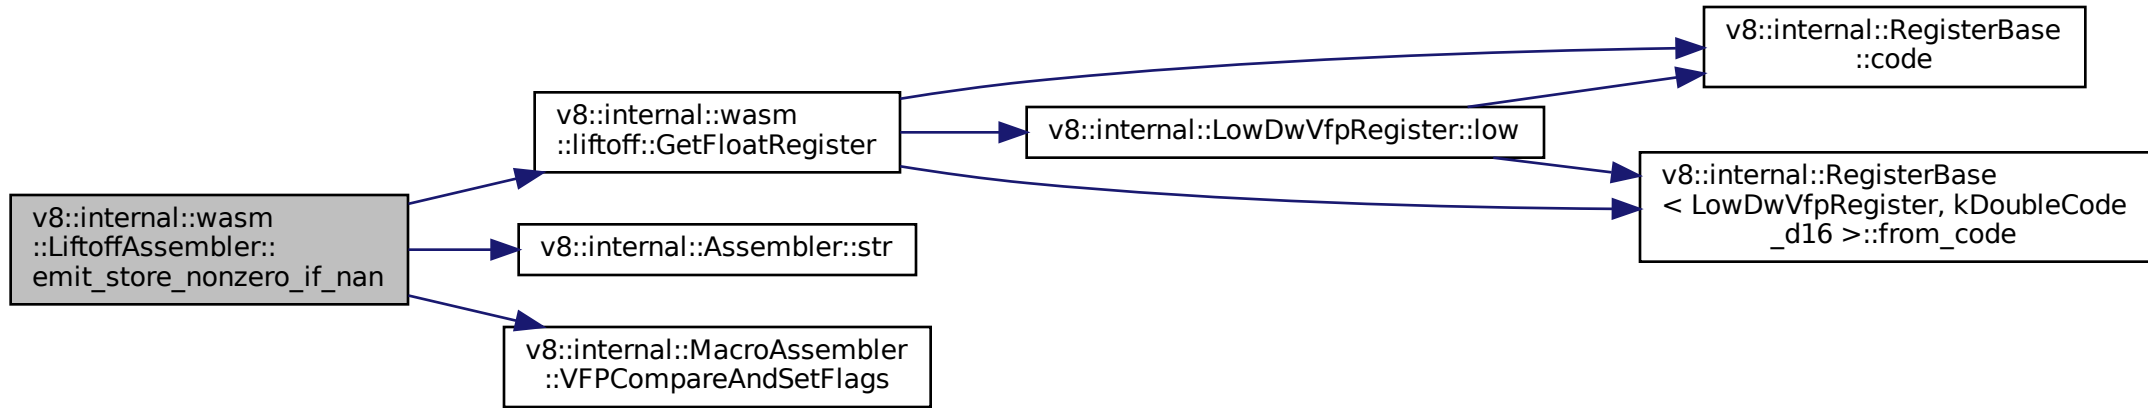 v8::internal::wasm
::LiftoffAssembler::
emit_store_nonzero_if_nan
v8::internal::wasm
::liftoff::GetFloatRegister
v8::internal::Assembler::str
v8::internal::MacroAssembler
::VFPCompareAndSetFlags
v8::internal::LowDwVfpRegister::low
v8::internal::RegisterBase
::code
v8::internal::RegisterBase
< LowDwVfpRegister, kDoubleCode
_d16 >::from_code